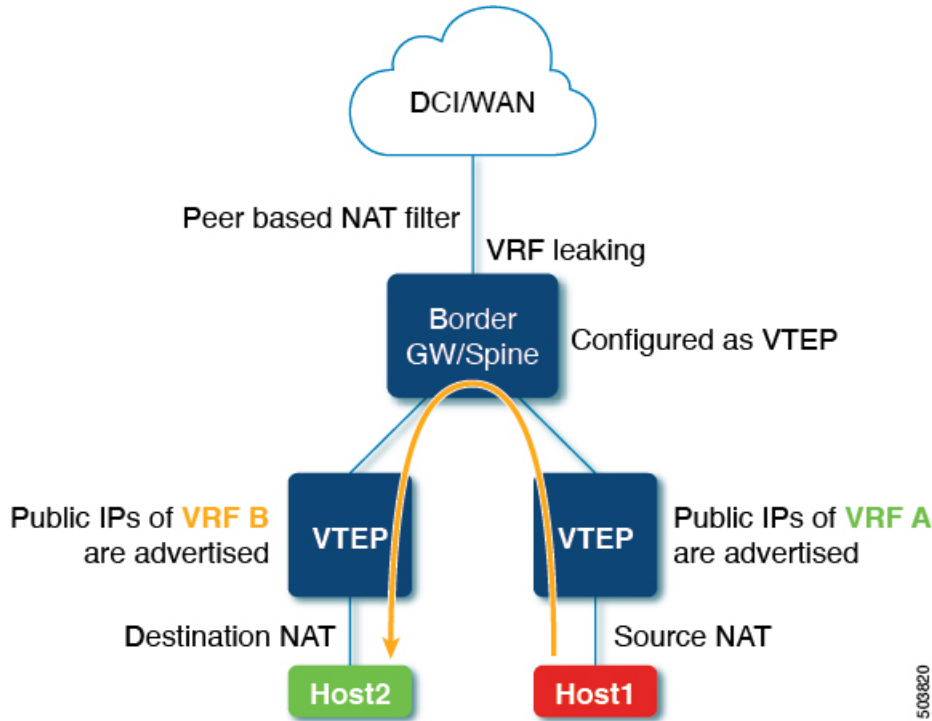 DCI/WAN
Peer based NAT filter
VRF leaking
Border
GW/Spine
Configured as VTEP
Public IPs of VRF B
are advertised
VTEP
VTEP
Public IPs of VRF A
are advertised
Destination NAT
Source NAT
Host2
Host1
503820